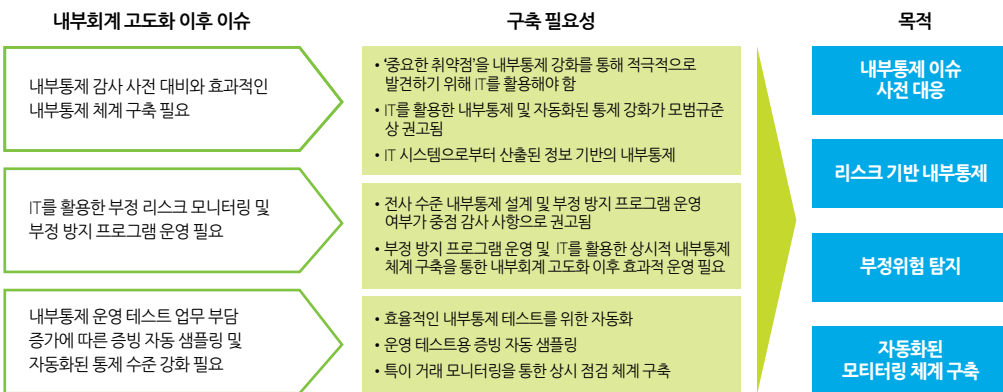 내부회계 고도화 이후 이슈
구축 필요성
목적
내부통제 감사 사전 대비와 효과적인
내부통제 체계 구축 필요
• ‘중요한 취약점’을 내부통제 강화를 통해 적극적으로
발견하기 위해 IT를 활용해야 함
• IT를 활용한 내부통제 및 자동화된 통제 강화가 모범규준
상 권고됨
• IT 시스템으로부터 산출된 정보 기반의 내부통제
IT를 활용한 부정 리스크 모니터링 및
부정 방지 프로그램 운영 필요
• 전사 수준 내부통제 설계 및 부정 방지 프로그램 운영
여부가 중점 감사 사항으로 권고됨
• 부정 방지 프로그램 운영 및 IT를 활용한 상시적 내부통제
체계 구축을 통한 내부회계 고도화 이후 효과적 운영 필요
내부통제 운영 테스트 업무 부담
증가에 따른 증빙 자동 샘플링 및
자동화된 통제 수준 강화 필요
• 효율적인 내부통제 테스트를 위한 자동화
• 운영 테스트용 증빙 자동 샘플링
• 특이 거래 모니터링을 통한 상시 점검 체계 구축
내부통제 이슈
사전 대응
리스크 기반 내부통제
부정위험 탐지
자동화된
모티터링 체계 구축